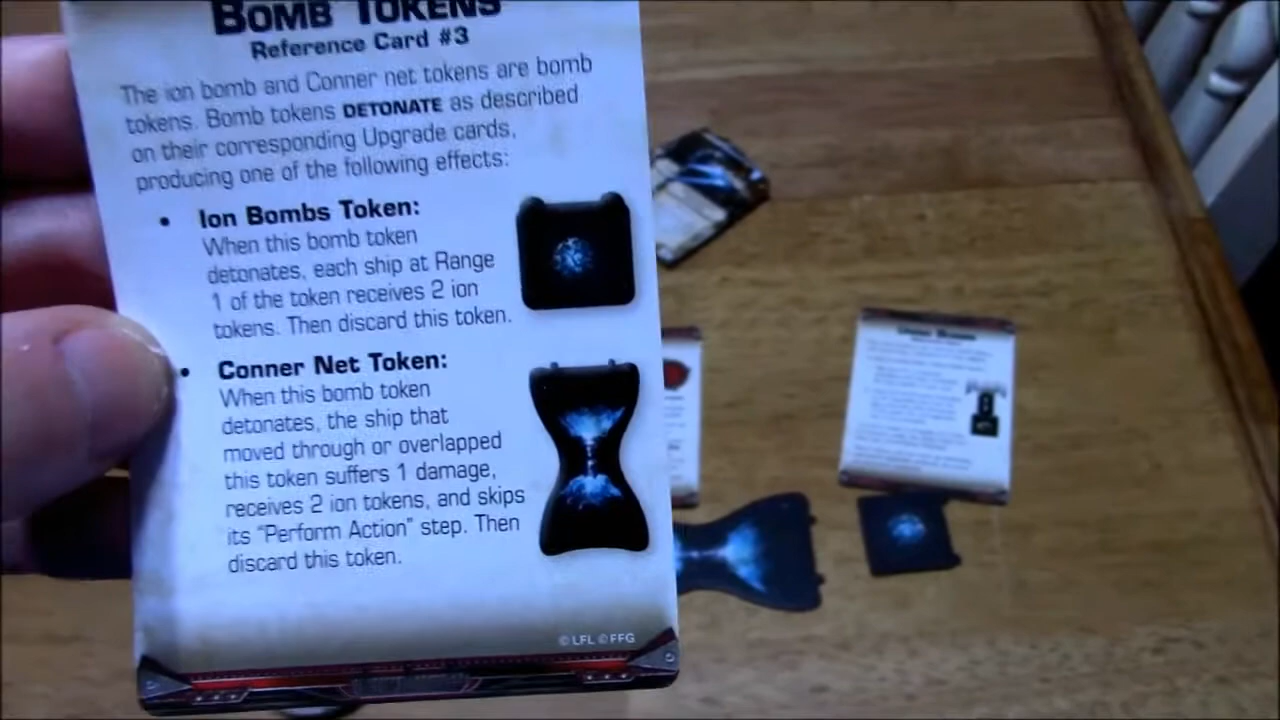 BOMB TOKENS
Reference Card #3
The ion bomb and Conner net tokens are bomb
tokens. Bomb tokens DETONATE as described
on their corresponding Upgrade cards,
producing one of the following effects:
• Ion Bombs Token:
When this bomb token
detonates, each ship at Range
1 of the token receives 2 ion
tokens. Then discard this token.
• Conner Net Token:
When this bomb token
detonates, the ship that
moved through or overlapped
this token suffers 1 damage,
receives 2 ion tokens, and skips
its “Perform Action” step. Then
discard this token.
©LFL ©FFG